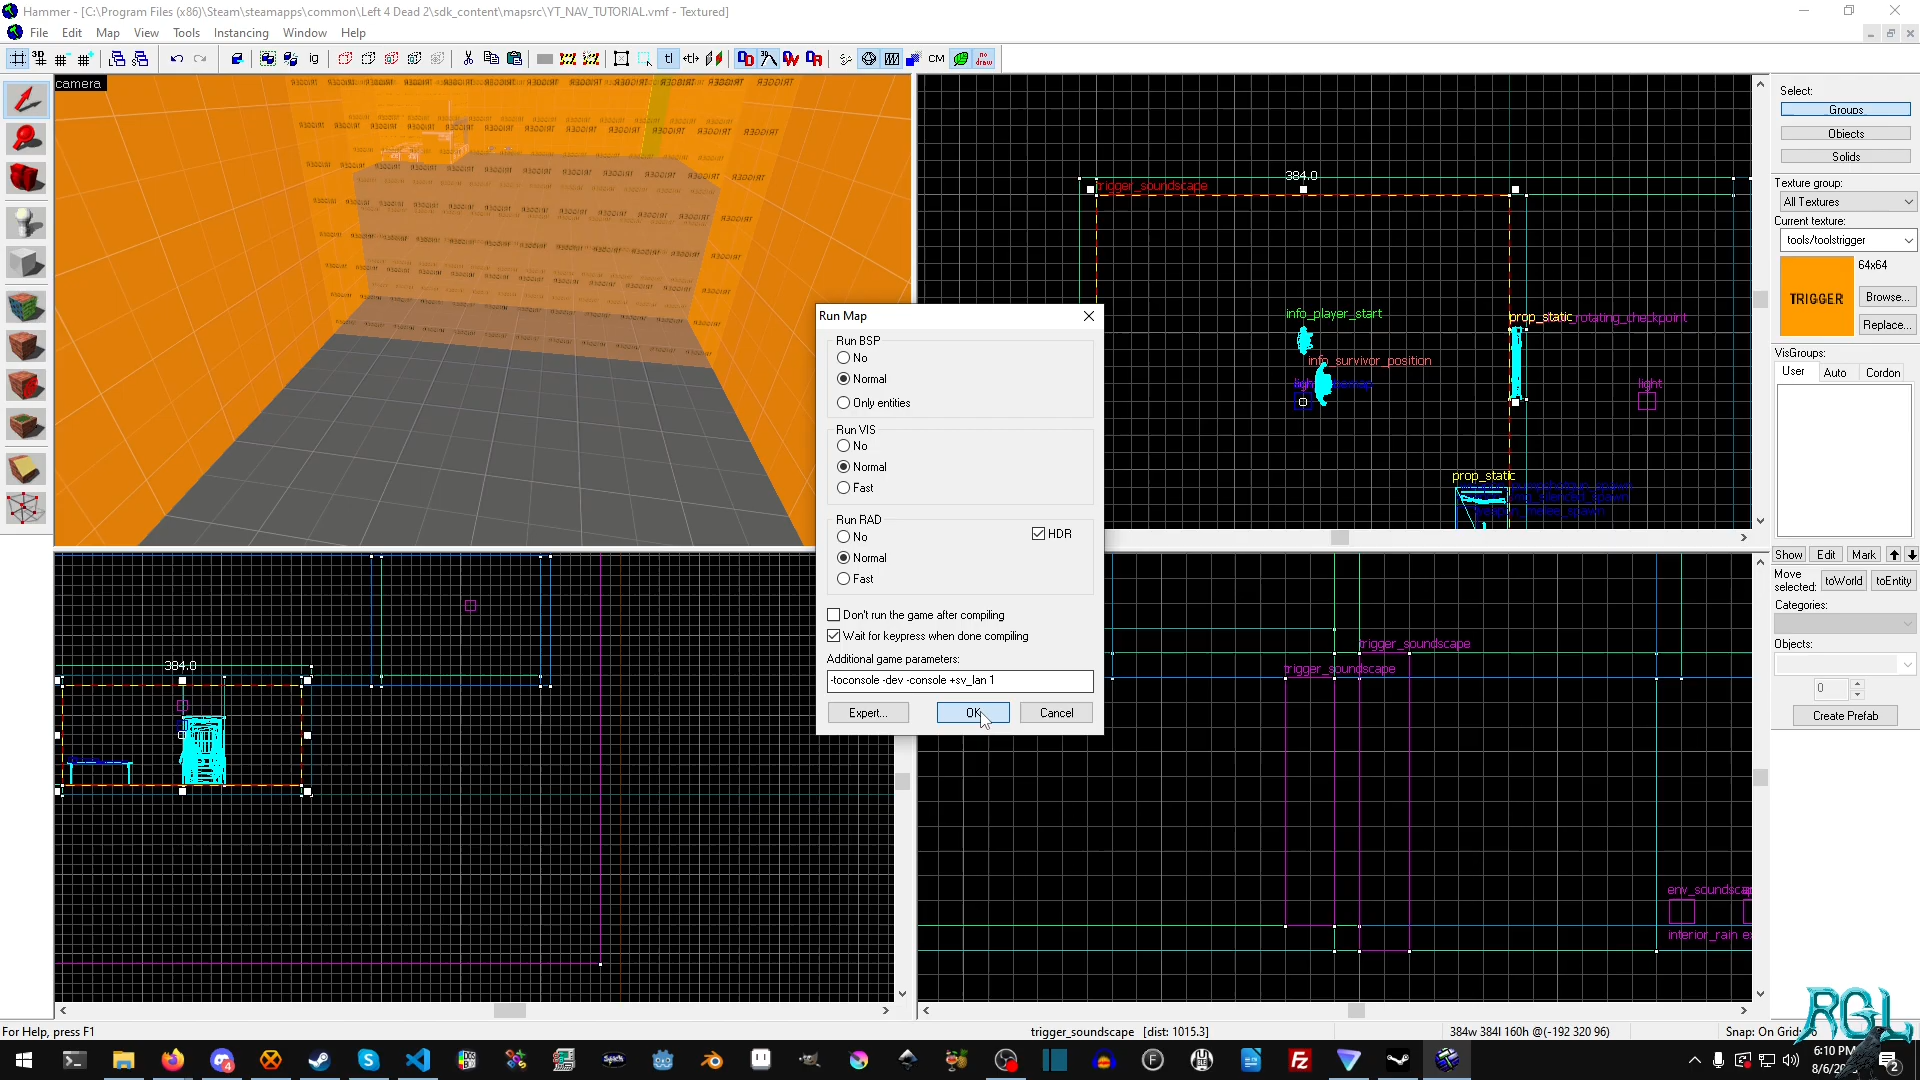 Hammer - [C:\Program Files (x86)\Steam\steamapps\common\Left 4 Dead 2\sdk_content\mapsrc\YT_NAV_TUTORIAL.vmf - Textured]
File Edit Map View Tools Instancing Window Help
camera
TRIGGER
384.0
trigger_soundscape
info_player_start
prop_static
rotating_checkpoint
info_survivor_position
light
light
prop_static
384.0
trigger_soundscape
trigger_soundscape
env_soundscap
interior_rain
Run Map
Run BSP
No
Normal
Only entities
Run VIS
No
Normal
Fast
Run RAD
No
HDR
Normal
Fast
Don't run the game after compiling
Wait for keypress when done compiling
Additional game parameters:
-toconsole -dev -console +sv_lan 1
Expert... OK Cancel
Select:
Groups
Objects
Solids
Texture group:
All Textures
Current texture:
tools/toolstrigger
64x64
TRIGGER
Browse...
Replace...
VisGroups:
User Auto Cordon
Show Edit Mark
Move selected: toWorld toEntity
Categories:
Objects:
0
Create Prefab
For Help, press F1
trigger_soundscape [dist: 1015.3]
384w 384l 160h @(-192 320 96)
Snap: On Grid:
RGL
6:10 PM